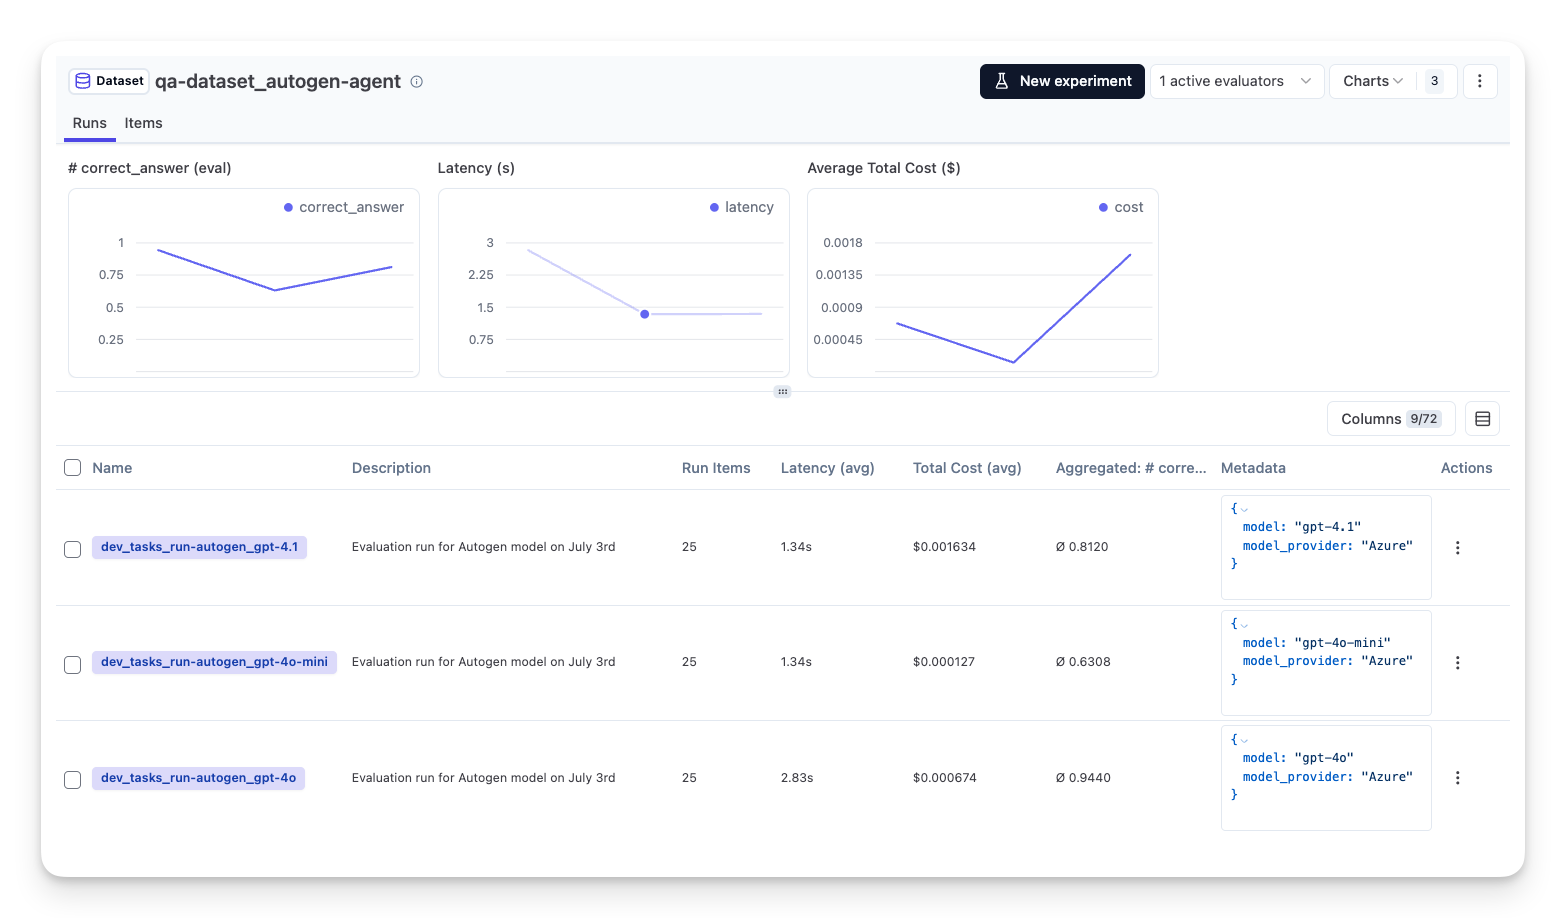 Dataset qa-dataset_autogen-agent
New experiment
1 active evaluators
Charts 3
Runs Items
# correct_answer (eval)
correct_answer
1
0.75
0.5
0.25
Latency (s)
latency
3
2.25
1.5
0.75
Average Total Cost ($)
cost
0.0018
0.00135
0.0009
0.00045
Columns 9/72
Name Description Run Items Latency (avg) Total Cost (avg) Aggregated: # corre... Metadata Actions
dev_tasks_run-autogen_gpt-4.1 Evaluation run for Autogen model on July 3rd 25 1.34s $0.001634 Ø 0.8120
{
model: "gpt-4.1"
model_provider: "Azure"
}
dev_tasks_run-autogen_gpt-4o-mini Evaluation run for Autogen model on July 3rd 25 1.34s $0.000127 Ø 0.6308
{
model: "gpt-4o-mini"
model_provider: "Azure"
}
dev_tasks_run-autogen_gpt-4o Evaluation run for Autogen model on July 3rd 25 2.83s $0.000674 Ø 0.9440
{
model: "gpt-4o"
model_provider: "Azure"
}